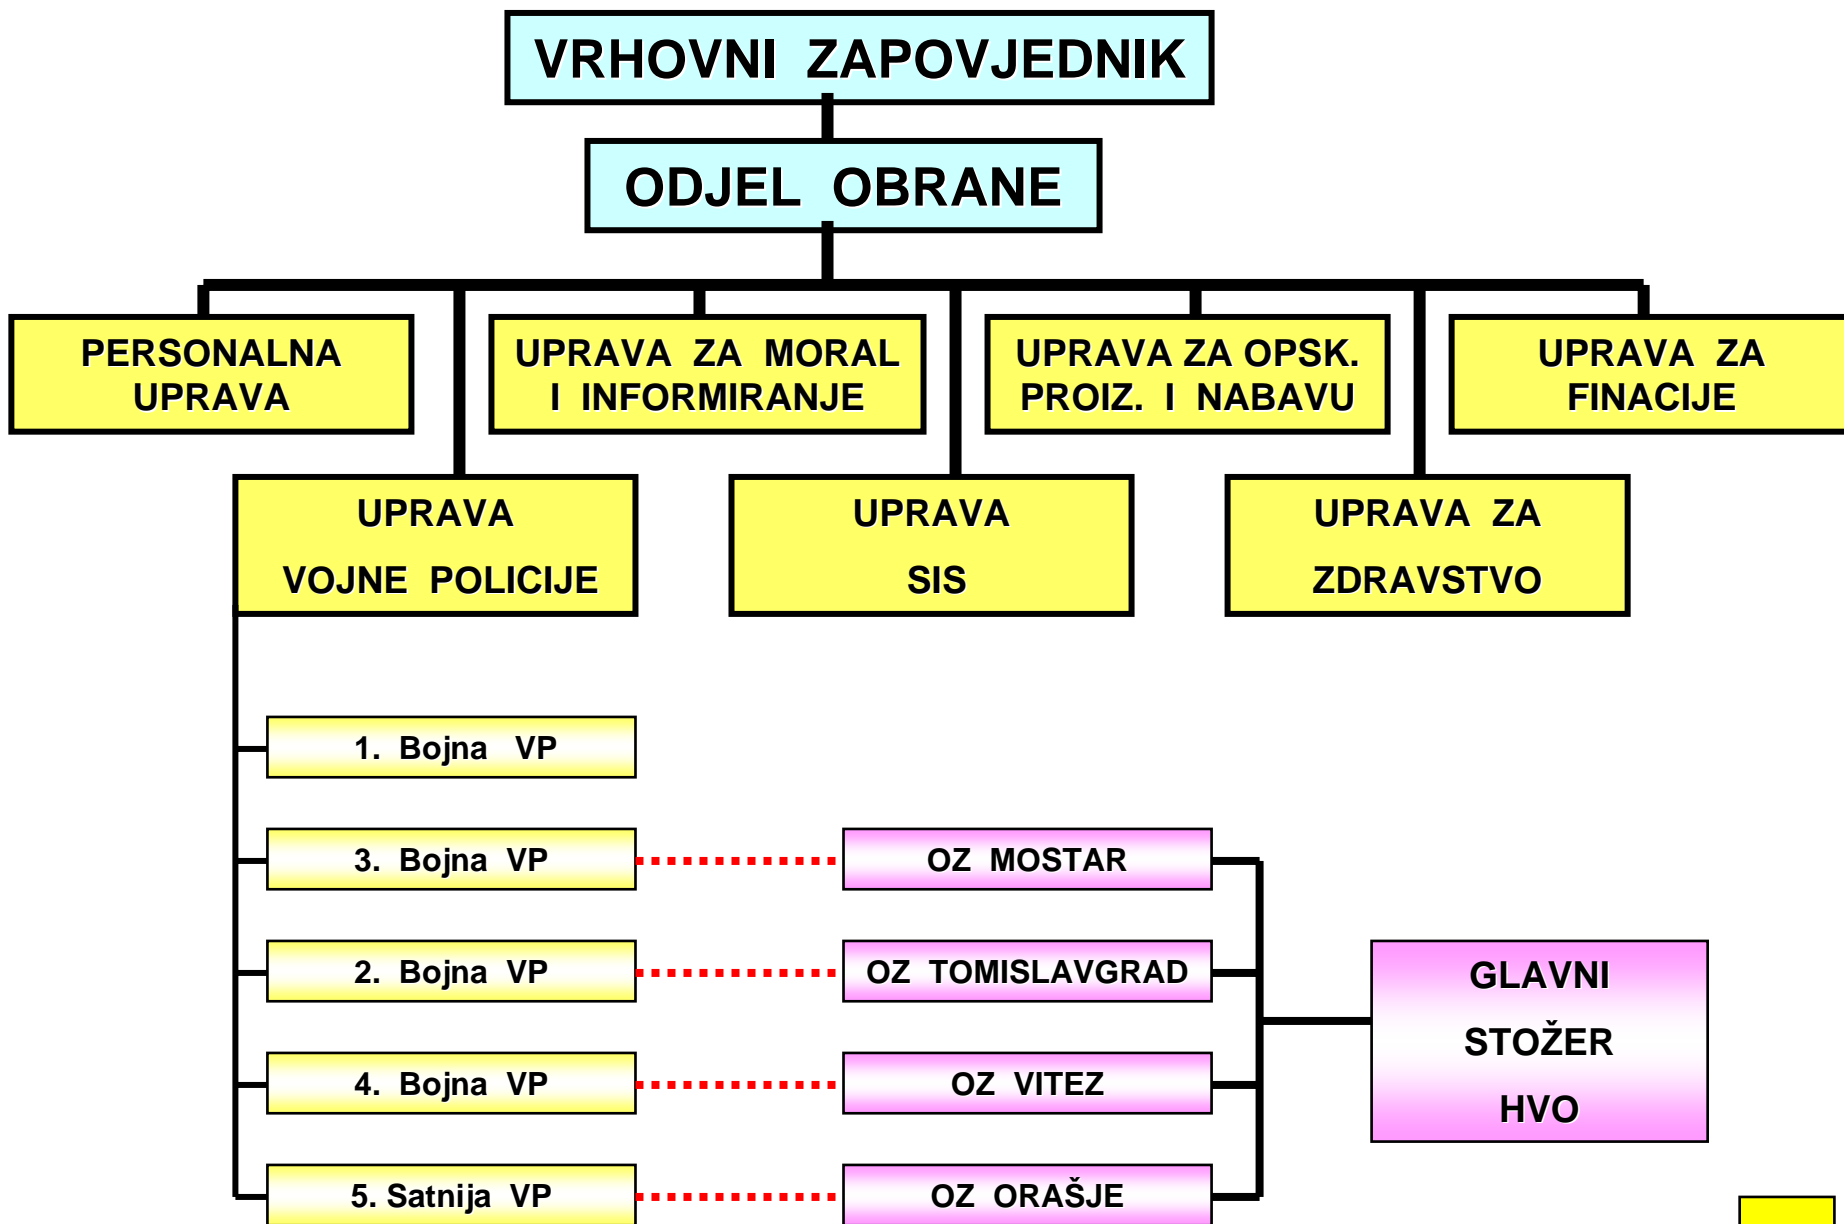 VRHOVNI ZAPOVJEDNIK
ODJEL OBRANE
PERSONALNA
UPRAVA
UPRAVA ZA MORAL
I INFORMIRANJE
UPRAVA ZA OPSK.
PROIZ. I NABAVU
UPRAVA ZA
FINACIJE
UPRAVA
VOJNE POLICIJE
UPRAVA
SIS
UPRAVA ZA
ZDRAVSTVO
1. Bojna VP
3. Bojna VP
OZ MOSTAR
2. Bojna VP
OZ TOMISLAVGRAD
4. Bojna VP
OZ VITEZ
5. Satnija VP
OZ ORAŠJE
GLAVNI
STOŽER
HVO